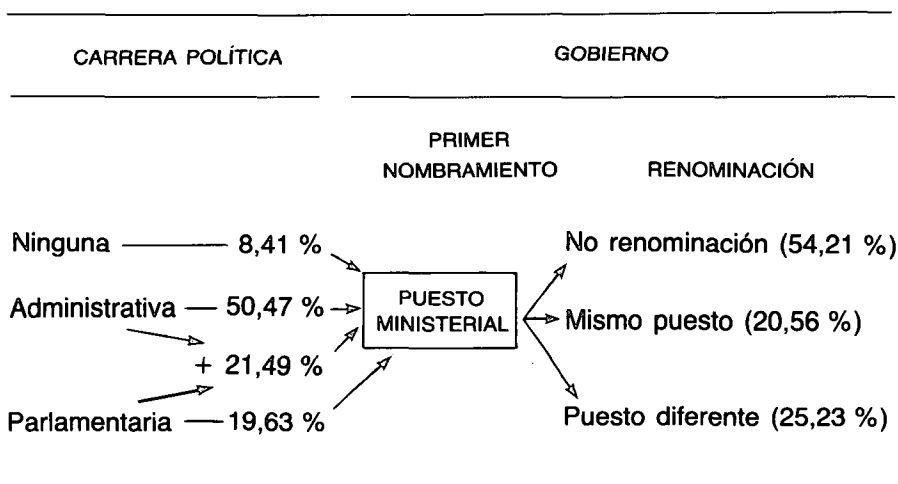 CARRERA POLÍTICA
GOBIERNO
PRIMER
NOMBRAMIENTO
RENOMINACIÓN
Ninguna 8,41 %
Administrativa 50,47 %
+ 21,49 %
Parlamentaria 19,63 %
PUESTO
MINISTERIAL
No renominación (54,21 %)
Mismo puesto (20,56 %)
Puesto diferente (25,23 %)